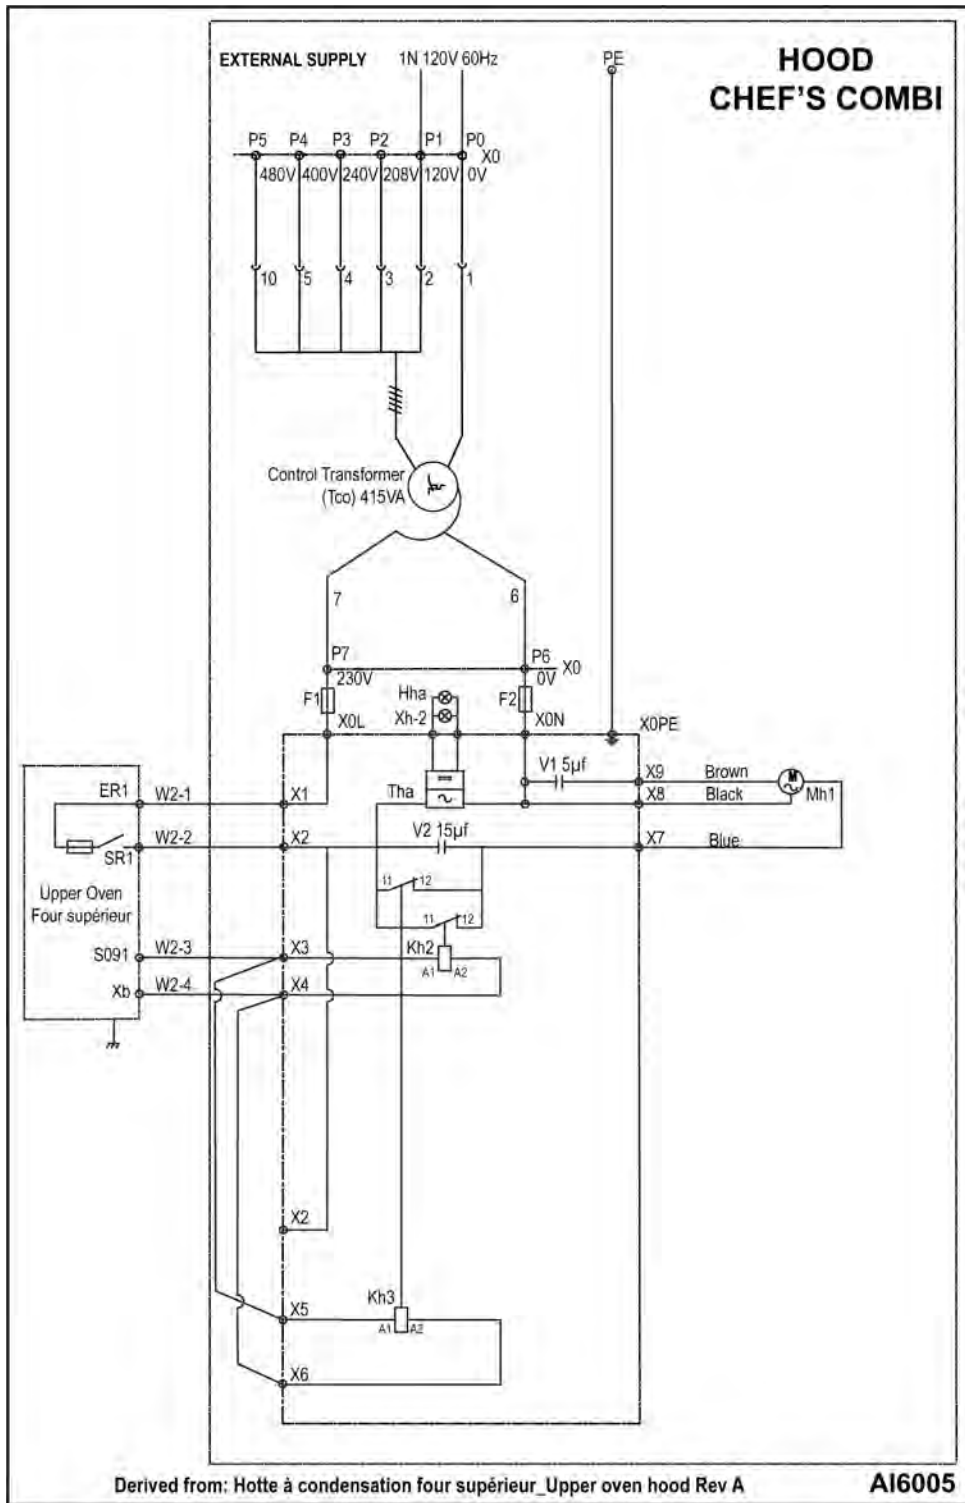 HOOD
CHEF'S COMBI
EXTERNAL SUPPLY 1N 120V 60Hz PE
P5 P4 P3 P2 P1 P0
X0
480V 400V 240V 208V 120V 0V
10 5 4 3 2 1
Control Transformer
(Tco) 415VA
7 6
P7 P6
X0
230V 0V
F1 Hha F2
Xh-2
X0L X0N X0PE
V1 5µf X9 Brown M
ER1 W2-1 X1 Tha X8 Black Mh1
V2 15µf
W2-2 X2 X7 Blue
SR1
Upper Oven
Four supérieur
11 12
11 12
S091 W2-3 X3 Kh2
A1 A2
Xb W2-4 X4
X2
X5 Kh3
A1 A2
X6
Derived from: Hotte à condensation four supérieur_Upper oven hood Rev A AI6005